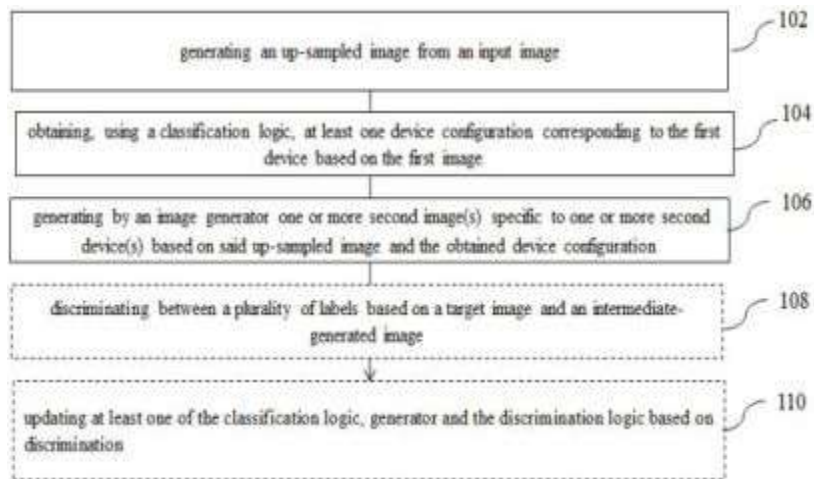 generating an up-sampled image from an input image
102
obtaining, using a classification logic, at least one device configuration corresponding to the first
device based on the first image
104
generating by an image generator one or more second image(s) specific to one or more second
device(s) based on said up-sampled image and the obtained device configuration
106
discriminating between a plurality of labels based on a target image and an intermediate-
generated image
108
updating at least one of the classification logic, generator and the discrimination logic based on
discrimination
110